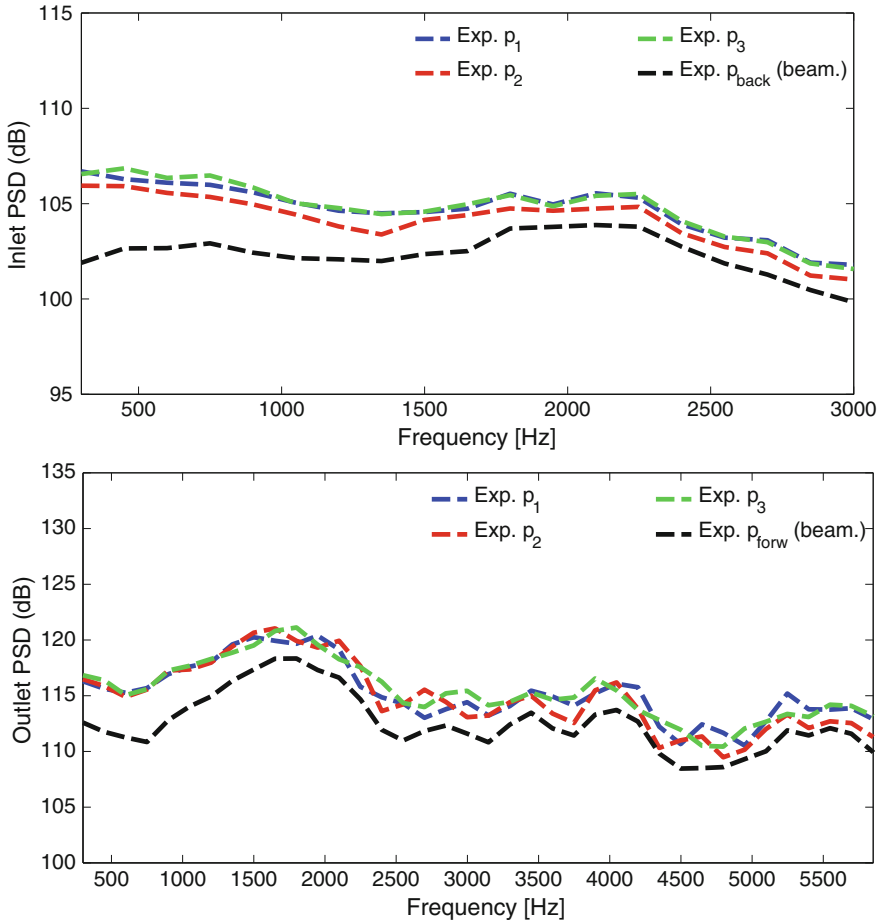 115
110
105
100
95
Inlet PSD (dB)
Exp. p1
Exp. p2
Exp. p3
Exp. pback (beam.)
500 1000 1500 2000 2500 3000
Frequency [Hz]
135
130
125
120
115
110
105
100
Outlet PSD (dB)
Exp. p1
Exp. p2
Exp. p3
Exp. pforw (beam.)
500 1000 1500 2000 2500 3000 3500 4000 4500 5000 5500
Frequency [Hz]